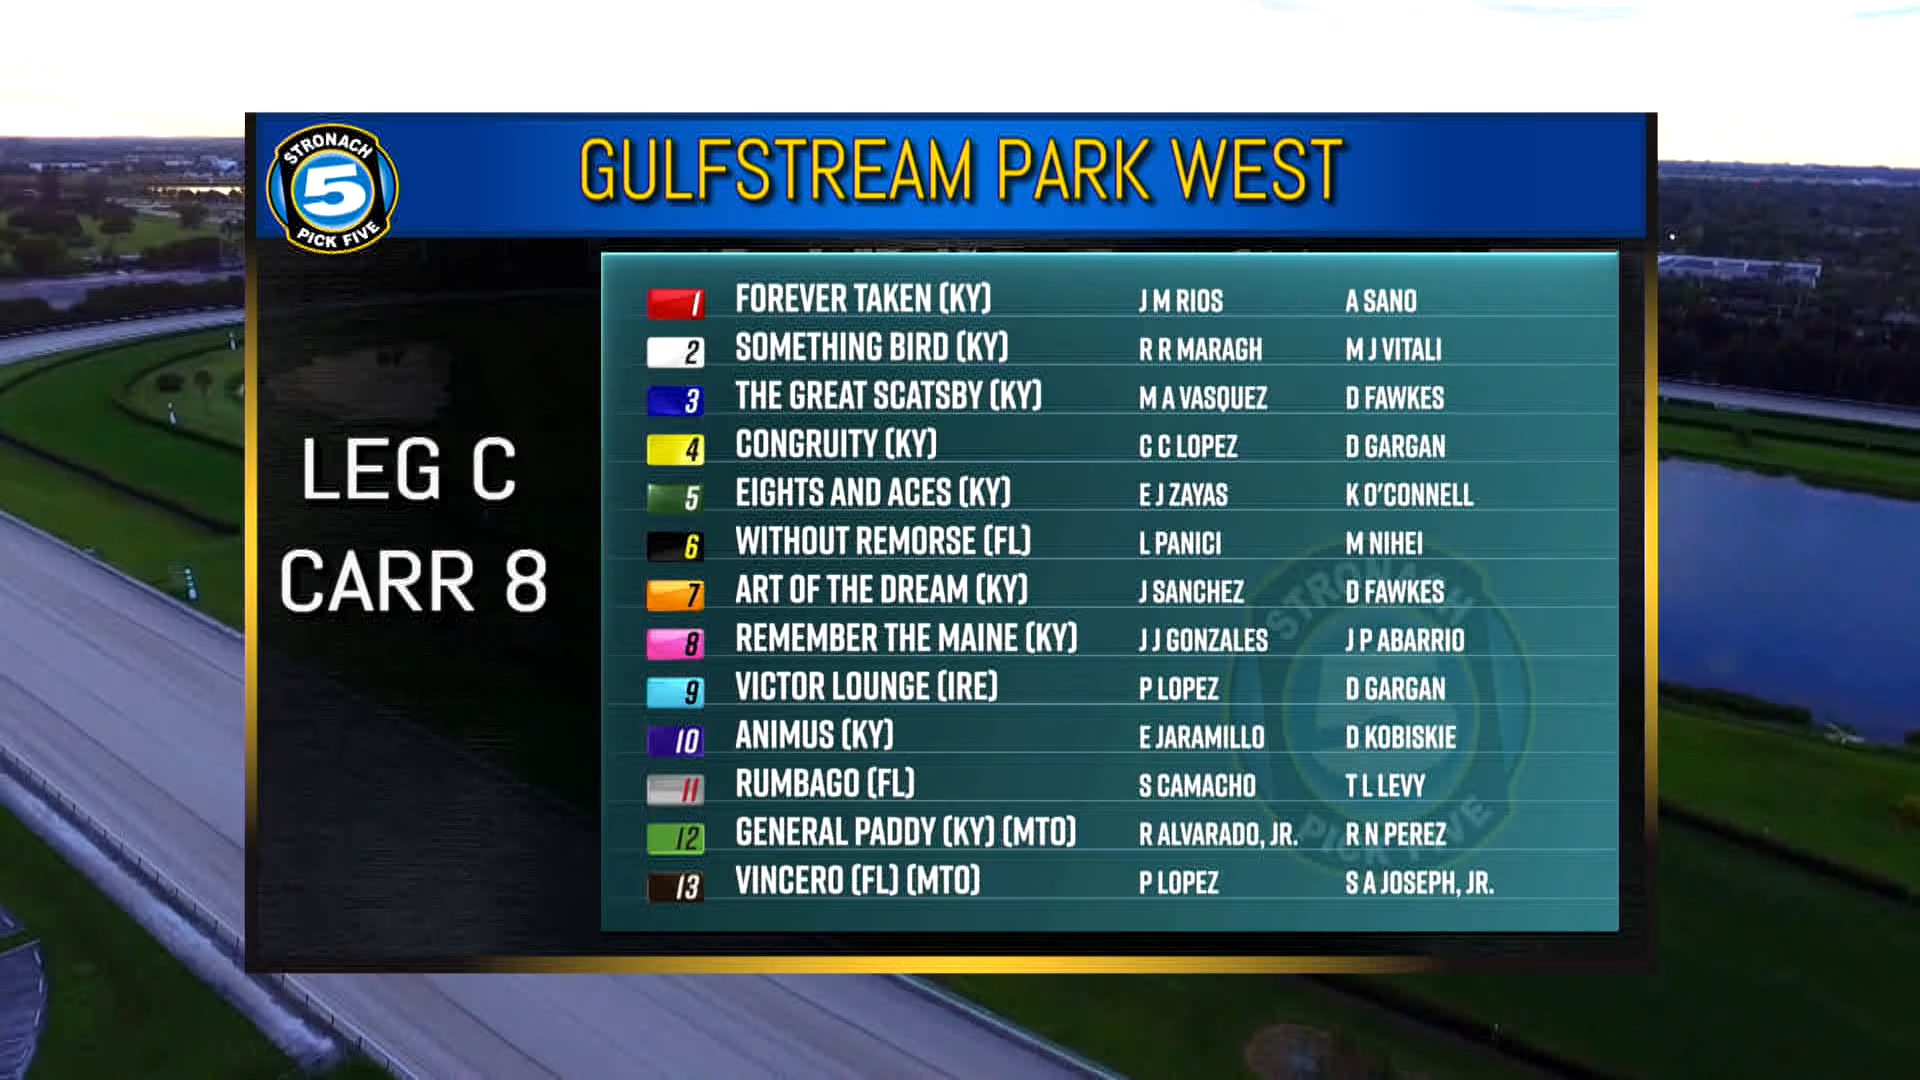 STRONACH
5
PICK FIVE
GULFSTREAM PARK WEST
LEG C
CARR 8
1 FOREVER TAKEN (KY) J M RIOS A SANO
2 SOMETHING BIRD (KY) R R MARAGH M J VITALI
3 THE GREAT SCATSBY (KY) M A VASQUEZ D FAWKES
4 CONGRUITY (KY) C C LOPEZ D GARGAN
5 EIGHTS AND ACES (KY) E J ZAYAS K O'CONNELL
6 WITHOUT REMORSE (FL) L PANICI M NIHEI
7 ART OF THE DREAM (KY) J SANCHEZ D FAWKES
8 REMEMBER THE MAINE (KY) J J GONZALES J P ABARRIO
9 VICTOR LOUNGE (IRE) P LOPEZ D GARGAN
10 ANIMUS (KY) E JARAMILLO D KOBISKIE
11 RUMBAGO (FL) S CAMACHO T L LEVY
12 GENERAL PADDY (KY) (MTO) R ALVARADO, JR. R N PEREZ
13 VINCERO (FL) (MTO) P LOPEZ S A JOSEPH, JR.
STRONACH
5
PICK FIVE